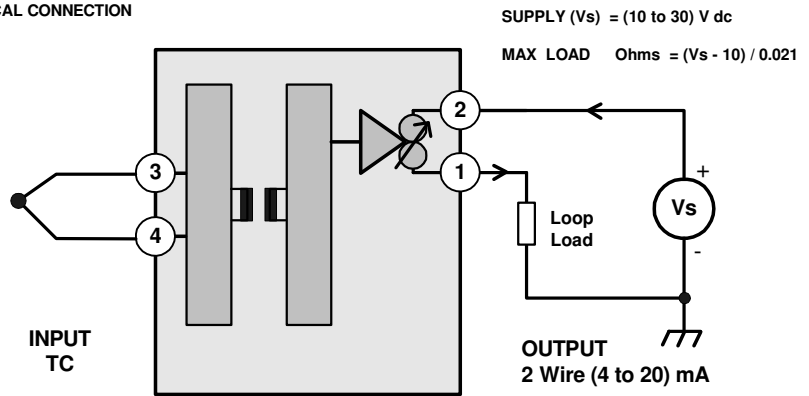 CAL CONNECTION
SUPPLY (Vs) = (10 to 30) V dc
MAX LOAD Ohms = (Vs - 10) / 0.021
2
3
1
4
+
Vs
-
Loop
Load
INPUT
TC
OUTPUT
2 Wire (4 to 20) mA